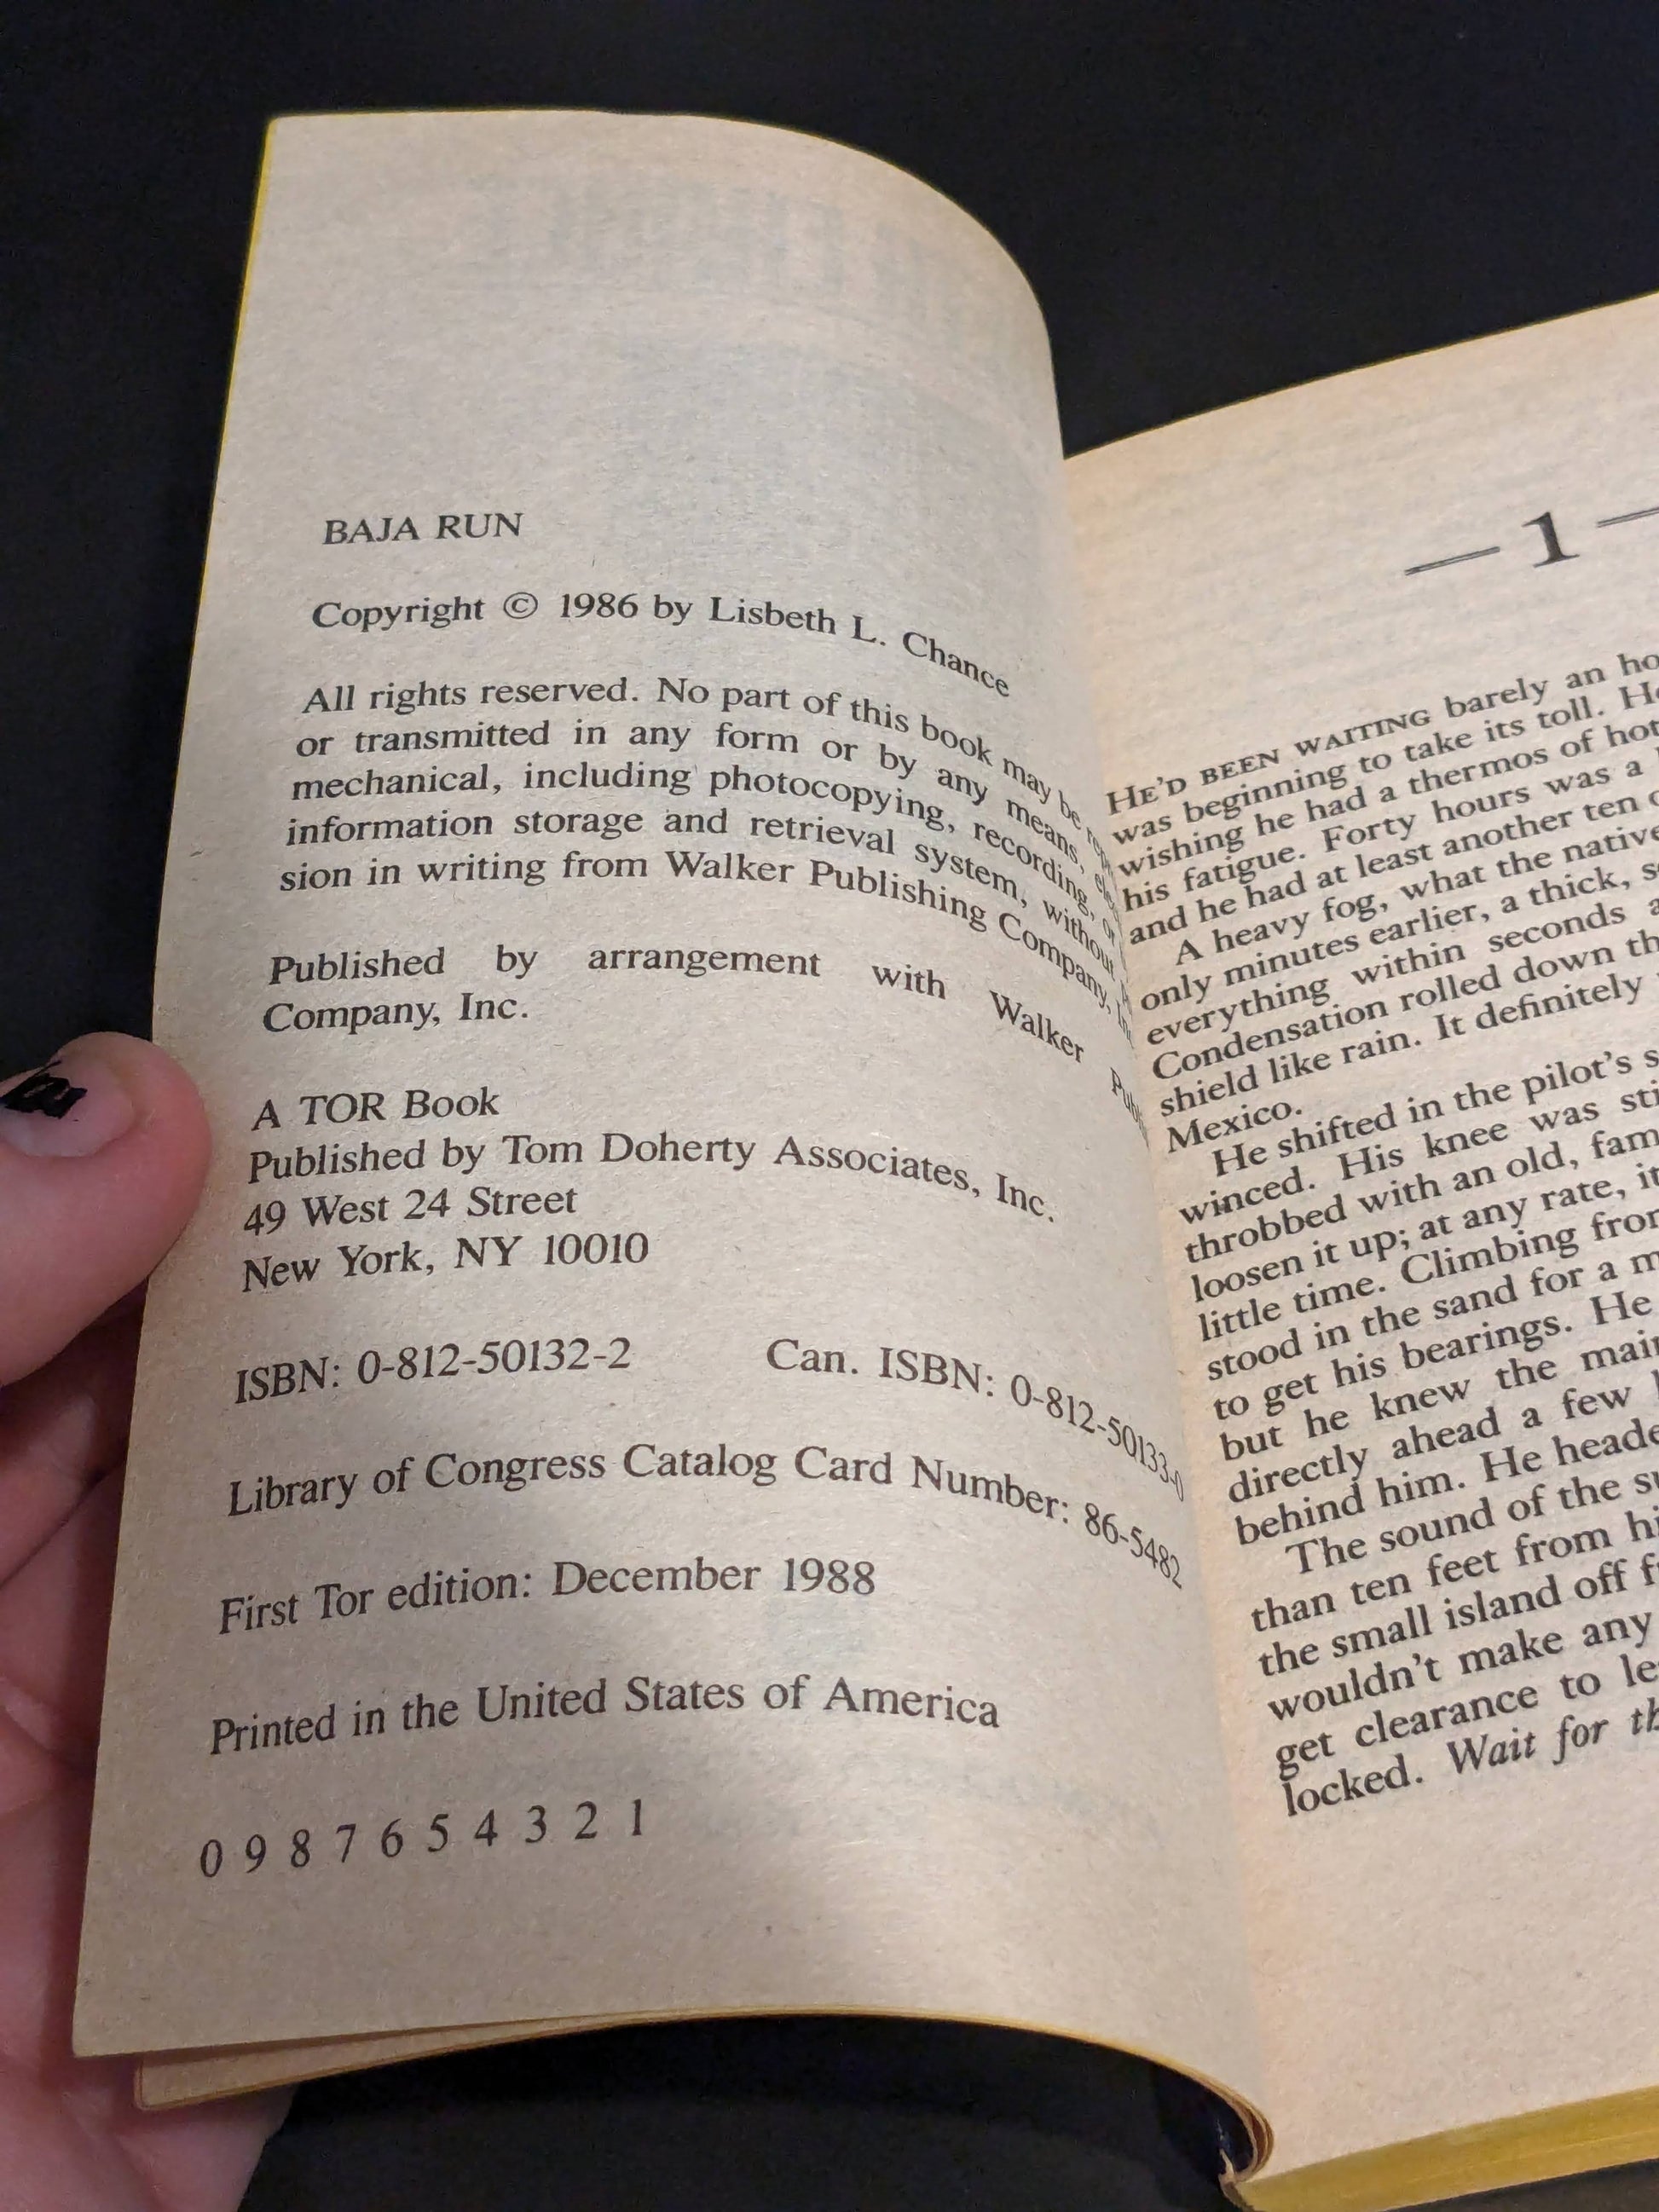 BAJA RUN
Copyright © 1986 by Lisbeth L. Chance
All rights reserved. No part of this book may be
or transmitted in any form or by any means,
mechanical, including photocopying, recording, or
information storage and retrieval system, without
sion in writing from Walker Publishing Company,
Published by arrangement with Walker
Company, Inc.
A TOR Book
Published by Tom Doherty Associates, Inc.
49 West 24 Street
New York, NY 10010
ISBN: 0-812-50132-2 Can. ISBN: 0-812-50133-0
Library of Congress Catalog Card Number: 86-5482
First Tor edition: December 1988
Printed in the United States of America
0 9 8 7 6 5 4 3 2 1
— 1 —
HE'D BEEN WAITING barely an
was beginning to take its toll.
wishing he had a thermos of hot
his fatigue. Forty hours was a
and he had at least another ten
A heavy fog, what the
only minutes earlier, a thick,
everything within seconds
Condensation rolled down
shield like rain. It definitely
Mexico.
He shifted in the pilot's
winced. His knee was
throbbed with an old,
loosen it up; at any rate,
little time. Climbing
stood in the sand for a
to get his bearings. He
but he knew the
directly ahead a few
behind him. He
The sound of the
than ten feet from
the small island off
wouldn't make any
get clearance to
locked. Wait for